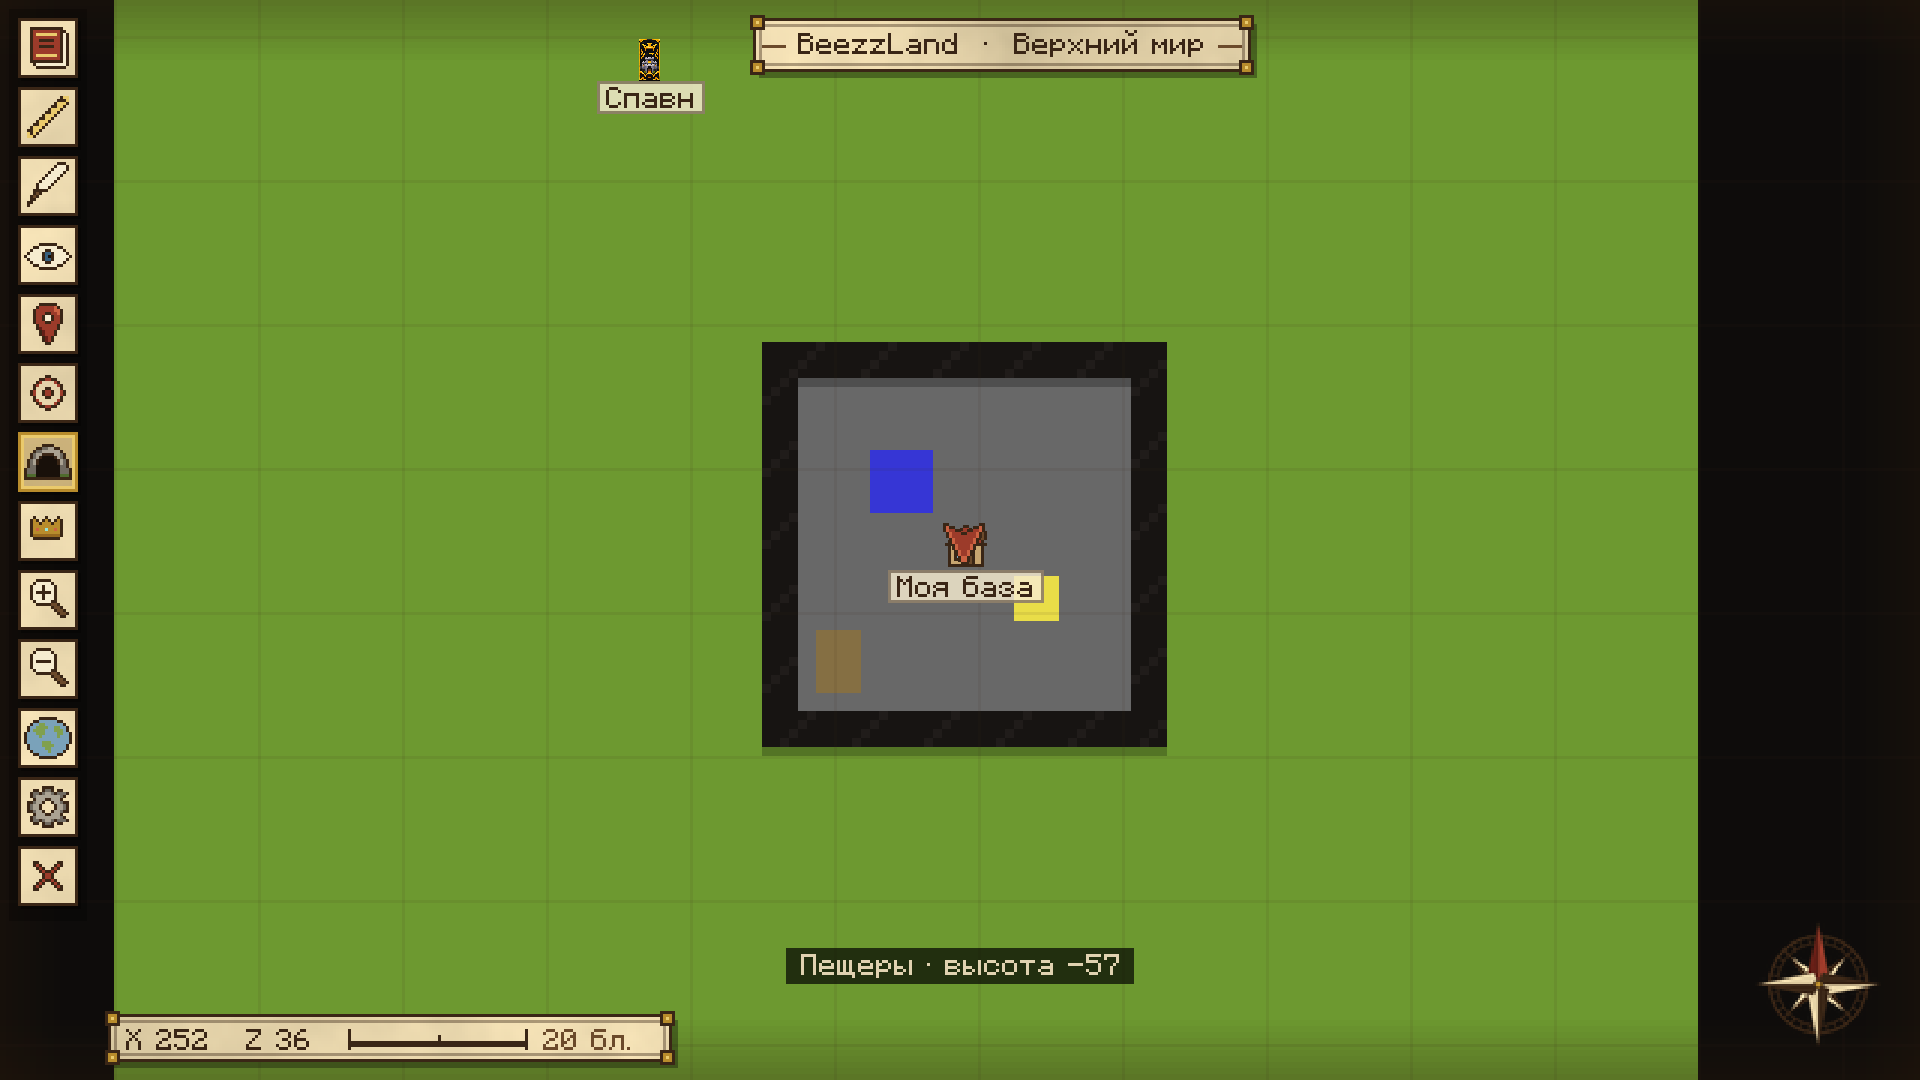 BeezzLand · Верхний мир
Спавн
Моя база
Пещеры · высота -57
X 252 Z 36 20 бл.